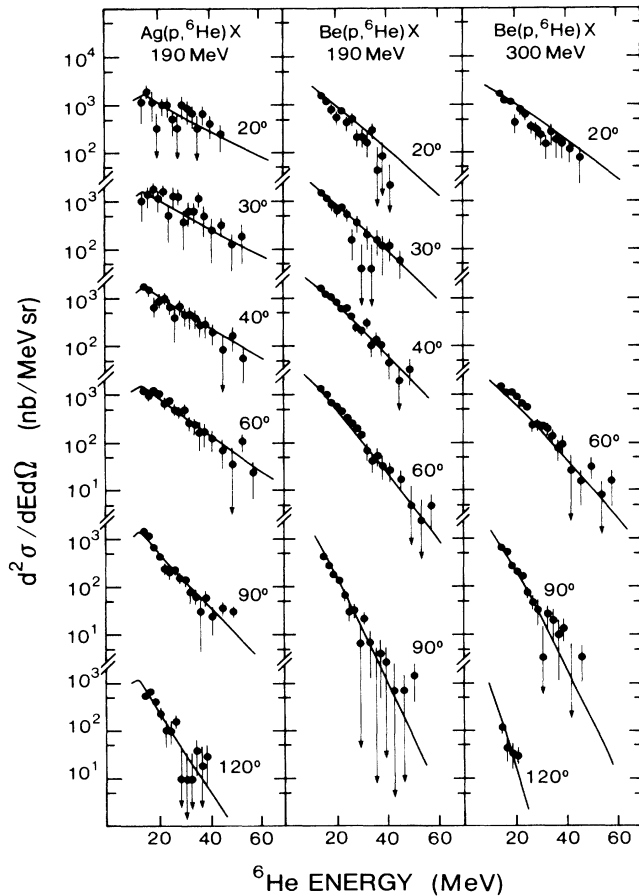 Ag(p,⁶He)X
190 MeV
Be(p,⁶He)X
190 MeV
Be(p,⁶He)X
300 MeV
10⁴
10³
10²
20°
20°
20°
10³
10²
30°
30°
10³
10²
40°
40°
10³
10²
10¹
60°
60°
60°
10³
10²
10¹
90°
90°
90°
10³
10²
10¹
120°
120°
20 40 60
20 40 60
20 40 60
d²σ/dEdΩ (nb/MeV sr)
⁶He ENERGY (MeV)